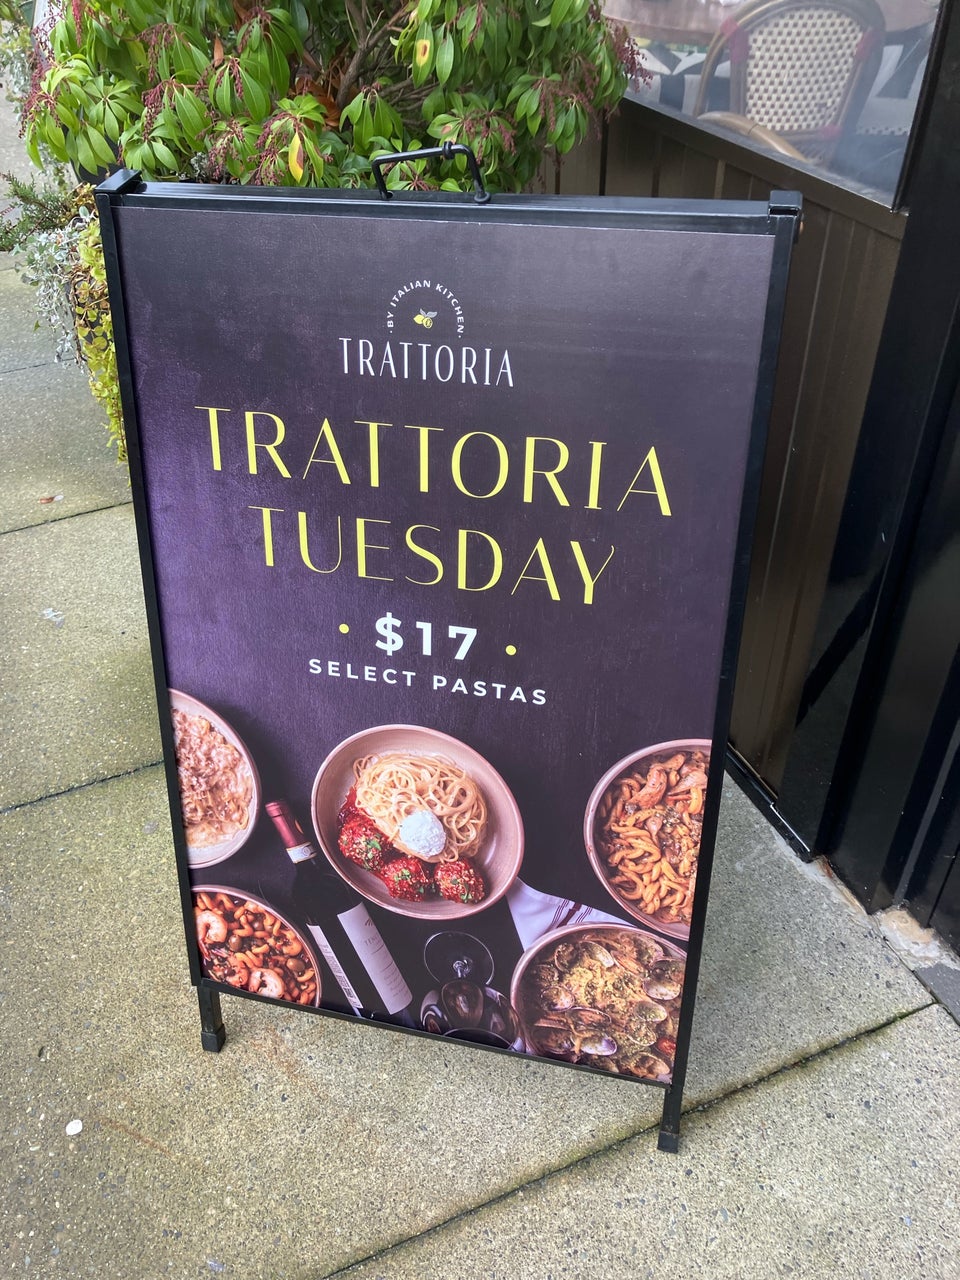 · BY ITALIAN KITCHEN ·
TRATTORIA
TRATTORIA
TUESDAY
· $17 ·
SELECT PASTAS